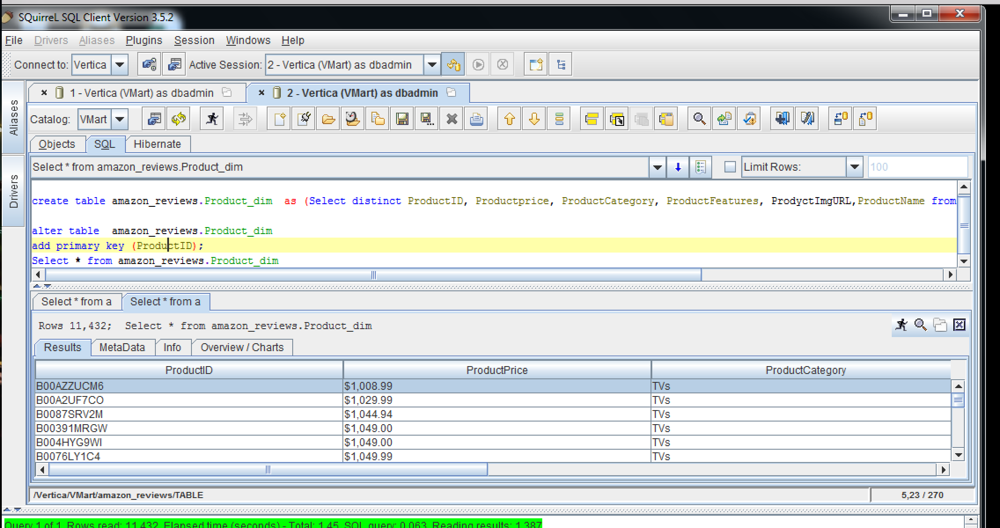 SQuirreL SQL Client Version 3.5.2
File Drivers Aliases Plugins Session Windows Help
Connect to: Vertica Active Session: 2 - Vertica (VMart) as dbadmin
Aliases
Drivers
1 - Vertica (VMart) as dbadmin 2 - Vertica (VMart) as dbadmin
Catalog: VMart
Objects SQL Hibernate
Select * from amazon_reviews.Product_dim Limit Rows: 100
create table amazon_reviews.Product_dim as (Select distinct ProductID, Productprice, ProductCategory, ProductFeatures, ProdyctImgURL,ProductName from
alter table amazon_reviews.Product_dim
add primary key (ProductID);
Select * from amazon_reviews.Product_dim
Select * from a Select * from a
Rows 11,432; Select * from amazon_reviews.Product_dim
Results MetaData Info Overview / Charts
ProductID ProductPrice ProductCategory
B00AZZUCM6 $1,008.99 TVs
B00A2UF7CO $1,029.99 TVs
B0087SRV2M $1,044.94 TVs
B00391MRGW $1,049.00 TVs
B004HYG9WI $1,049.00 TVs
B0076LY1C4 $1,049.99 TVs
/Vertica/VMart/amazon_reviews/TABLE 5,23 / 270
Query 1 of 1, Rows read: 11,432, Elapsed time (seconds) - Total: 1.45, SQL query: 0.063, Reading results: 1.387